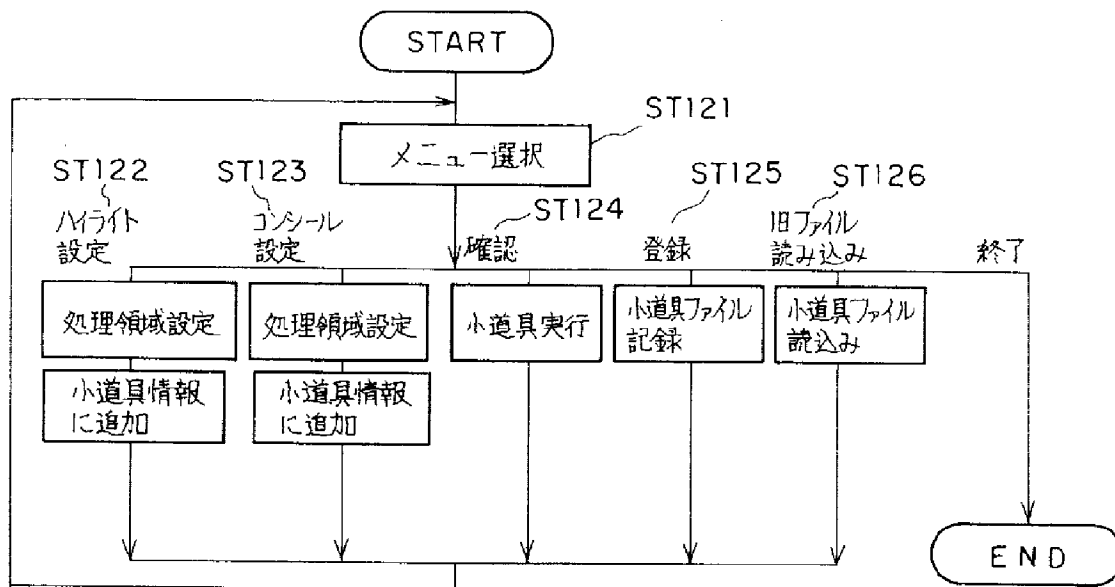 START
ST121
メニュー選択
ST122
ハイライト
設定
ST123
コンシール
設定
ST124
確認
ST125
登録
ST126
旧ファイル
読み込み
終了
処理領域設定
小道具情報
に追加
処理領域設定
小道具情報
に追加
小道具実行
小道具ファイル
記録
小道具ファイル
読込み
END